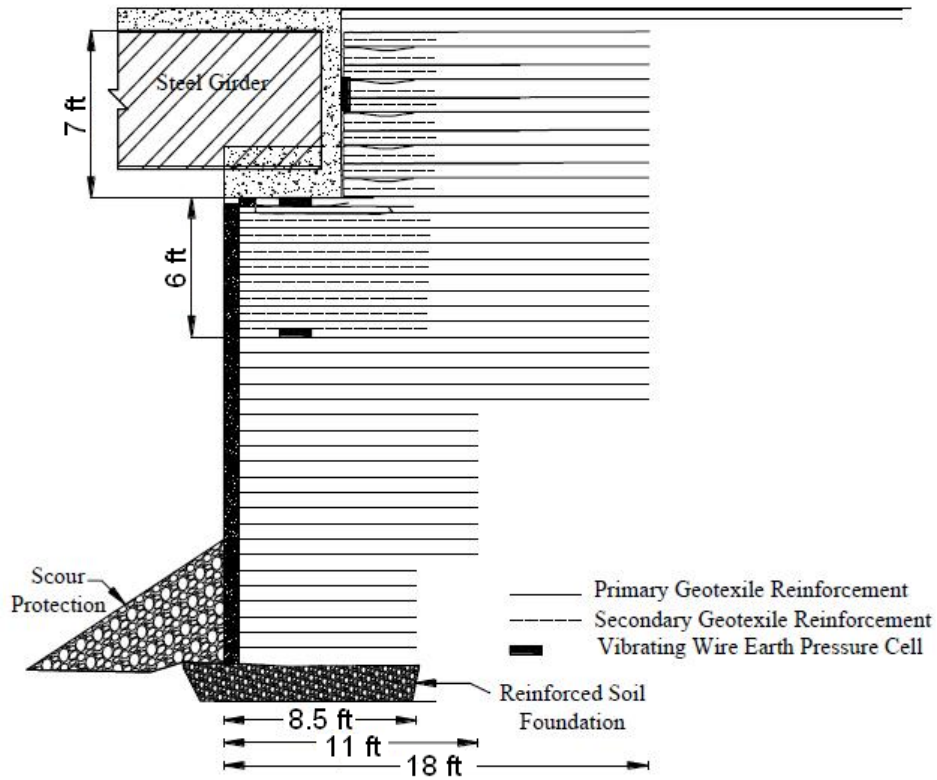 Steel Girder
7 ft
6 ft
Scour
Protection
Primary Geotexile Reinforcement
Secondary Geotexile Reinforcement
Vibrating Wire Earth Pressure Cell
Reinforced Soil
Foundation
8.5 ft
11 ft
18 ft